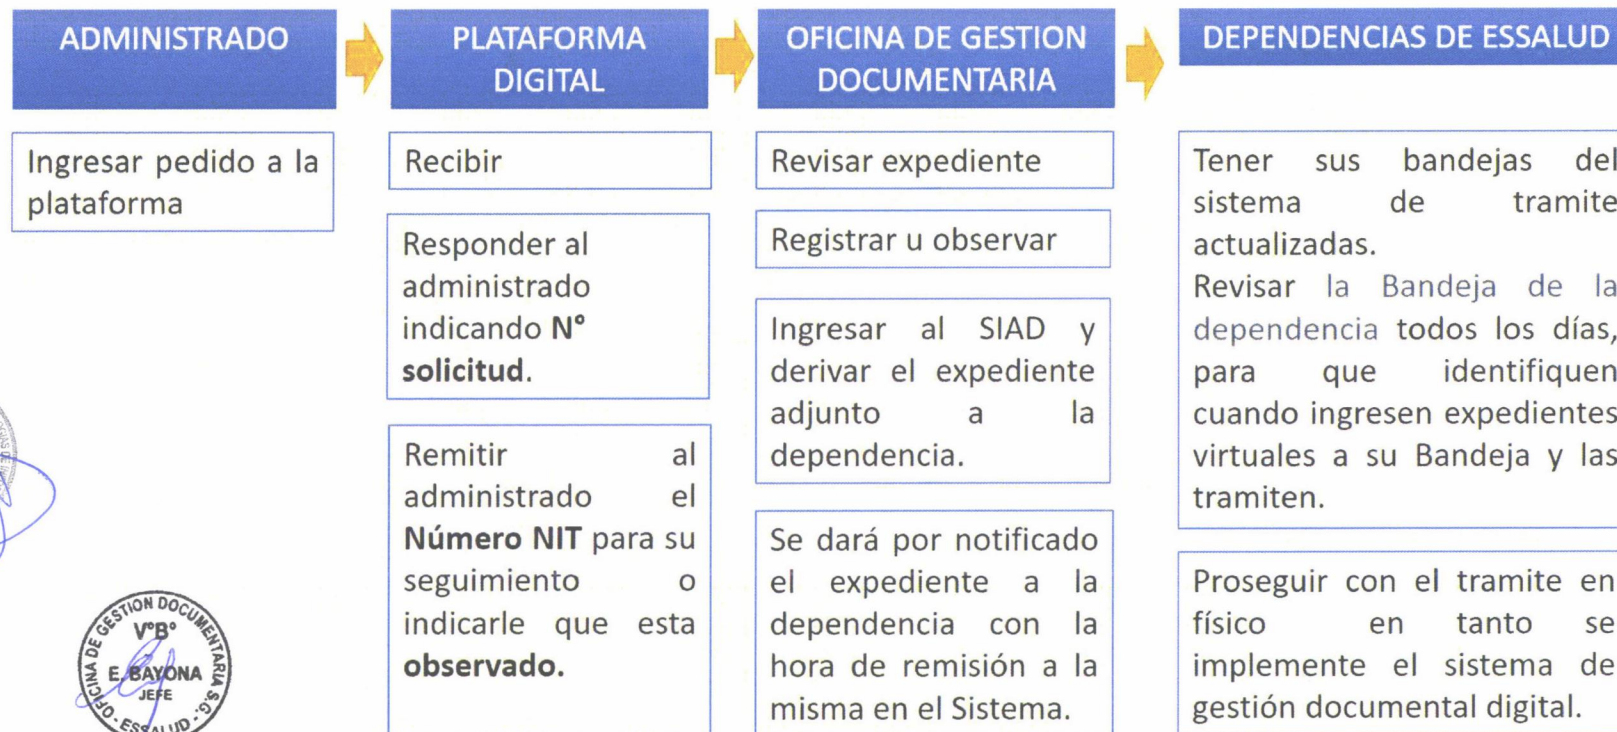 ADMINISTRADO
Ingresar pedido a la
plataforma
PLATAFORMA
DIGITAL
Recibir
Responder al
administrado
indicando N°
solicitud.
Remitir al
administrado el
Número NIT para su
seguimiento o
indicarle que esta
observado.
OFICINA DE GESTION
DOCUMENTARIA
Revisar expediente
Registrar u observar
Ingresar al SIAD y
derivar el expediente
adjunto a la
dependencia.
Se dará por notificado
el expediente a la
dependencia con la
hora de remisión a la
misma en el Sistema.
DEPENDENCIAS DE ESSALUD
Tener sus bandejas del
sistema de tramite
actualizadas.
Revisar la Bandeja de la
dependencia todos los días,
para que identifiquen
cuando ingresen expedientes
virtuales a su Bandeja y las
tramiten.
Proseguir con el tramite en
físico en tanto se
implemente el sistema de
gestión documental digital.
OFICINA DE GESTION DOCUMENTARIA S.G.
V°B°
E. BAYONA
JEFE
- ESSALUD -